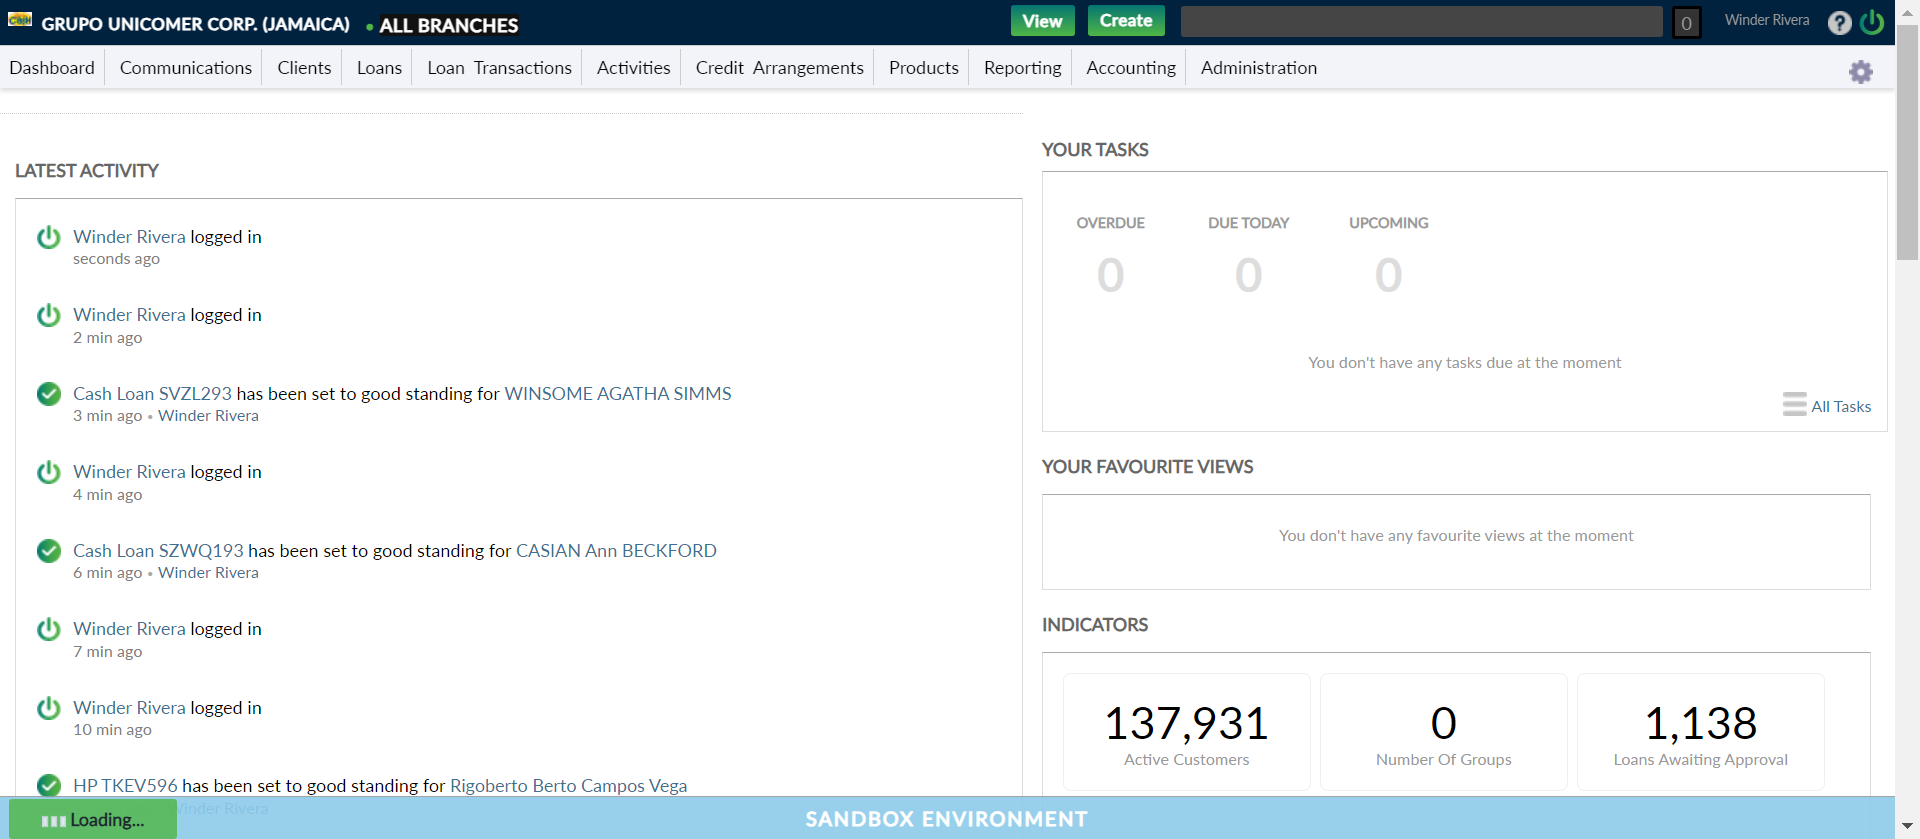 CASH GRUPO UNICOMER CORP. (JAMAICA) • ALL BRANCHES View Create 0 Winder Rivera ?
Dashboard Communications Clients Loans Loan Transactions Activities Credit Arrangements Products Reporting Accounting Administration
LATEST ACTIVITY
Winder Rivera logged in
seconds ago
Winder Rivera logged in
2 min ago
Cash Loan SVZL293 has been set to good standing for WINSOME AGATHA SIMMS
3 min ago • Winder Rivera
Winder Rivera logged in
4 min ago
Cash Loan SZWQ193 has been set to good standing for CASIAN Ann BECKFORD
6 min ago • Winder Rivera
Winder Rivera logged in
7 min ago
Winder Rivera logged in
10 min ago
HP TKEV596 has been set to good standing for Rigoberto Berto Campos Vega
Winder Rivera
YOUR TASKS
OVERDUE DUE TODAY UPCOMING
0 0 0
You don't have any tasks due at the moment
All Tasks
YOUR FAVOURITE VIEWS
You don't have any favourite views at the moment
INDICATORS
137,931 0 1,138
Active Customers Number Of Groups Loans Awaiting Approval
Loading... SANDBOX ENVIRONMENT